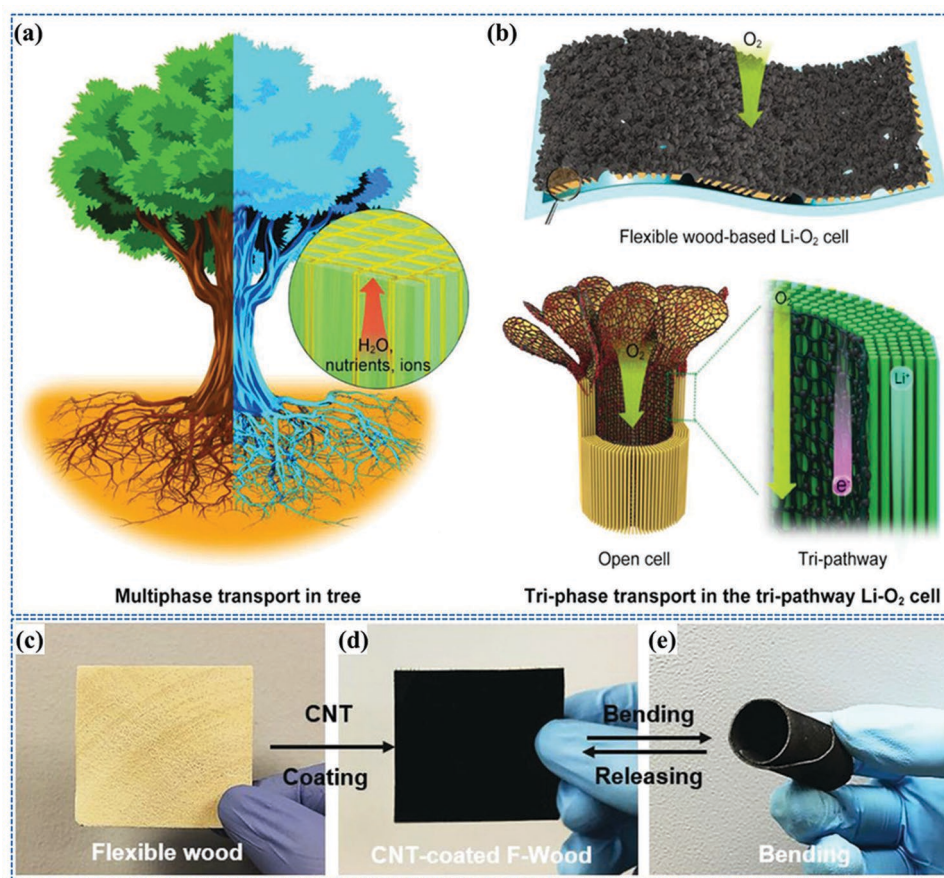 (a)
H₂O,
nutrients, ions
Multiphase transport in tree
(b)
O₂
Flexible wood-based Li-O₂ cell
O₂
Open cell
O₂
Li⁺
e⁻
Tri-pathway
Tri-phase transport in the tri-pathway Li-O₂ cell
(c)
Flexible wood
CNT
Coating
(d)
CNT-coated F-Wood
Bending
Releasing
(e)
Bending